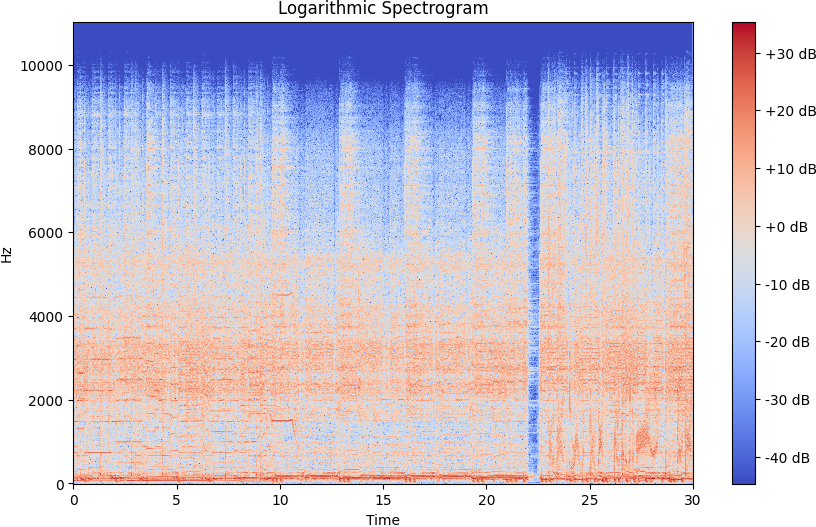 Logarithmic Spectrogram
Hz
10000
8000
6000
4000
2000
0
0
5
10
15
20
25
30
Time
+30 dB
+20 dB
+10 dB
+0 dB
-10 dB
-20 dB
-30 dB
-40 dB